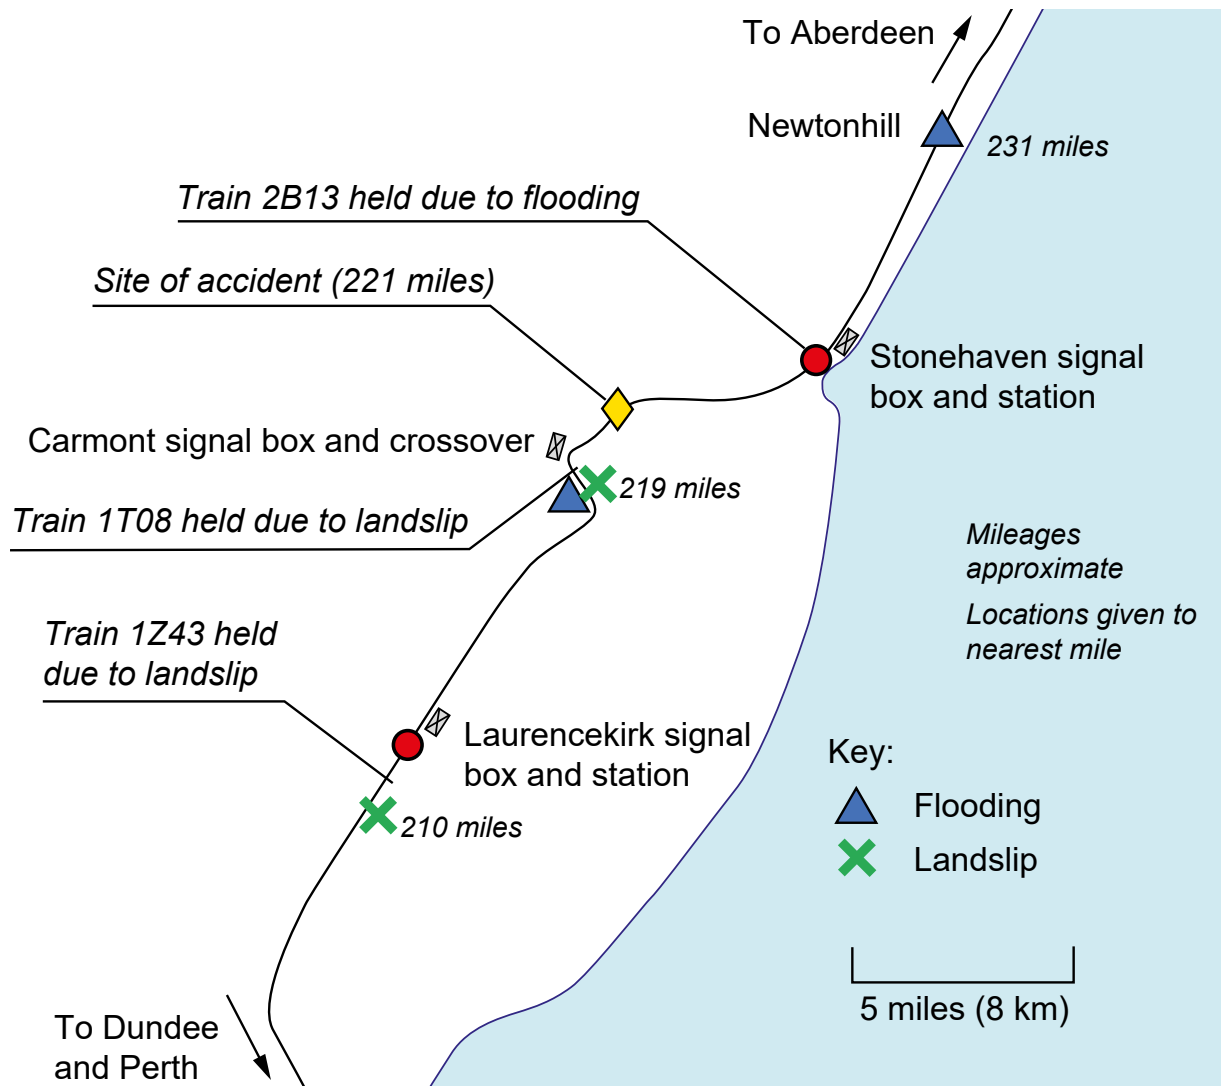 To Aberdeen
Newtonhill
231 miles
Train 2B13 held due to flooding
Site of accident (221 miles)
Stonehaven signal
box and station
Carmont signal box and crossover
219 miles
Train 1T08 held due to landslip
Mileages
approximate
Locations given to
nearest mile
Train 1Z43 held
due to landslip
Laurencekirk signal
box and station
210 miles
Key:
Flooding
Landslip
5 miles (8 km)
To Dundee
and Perth